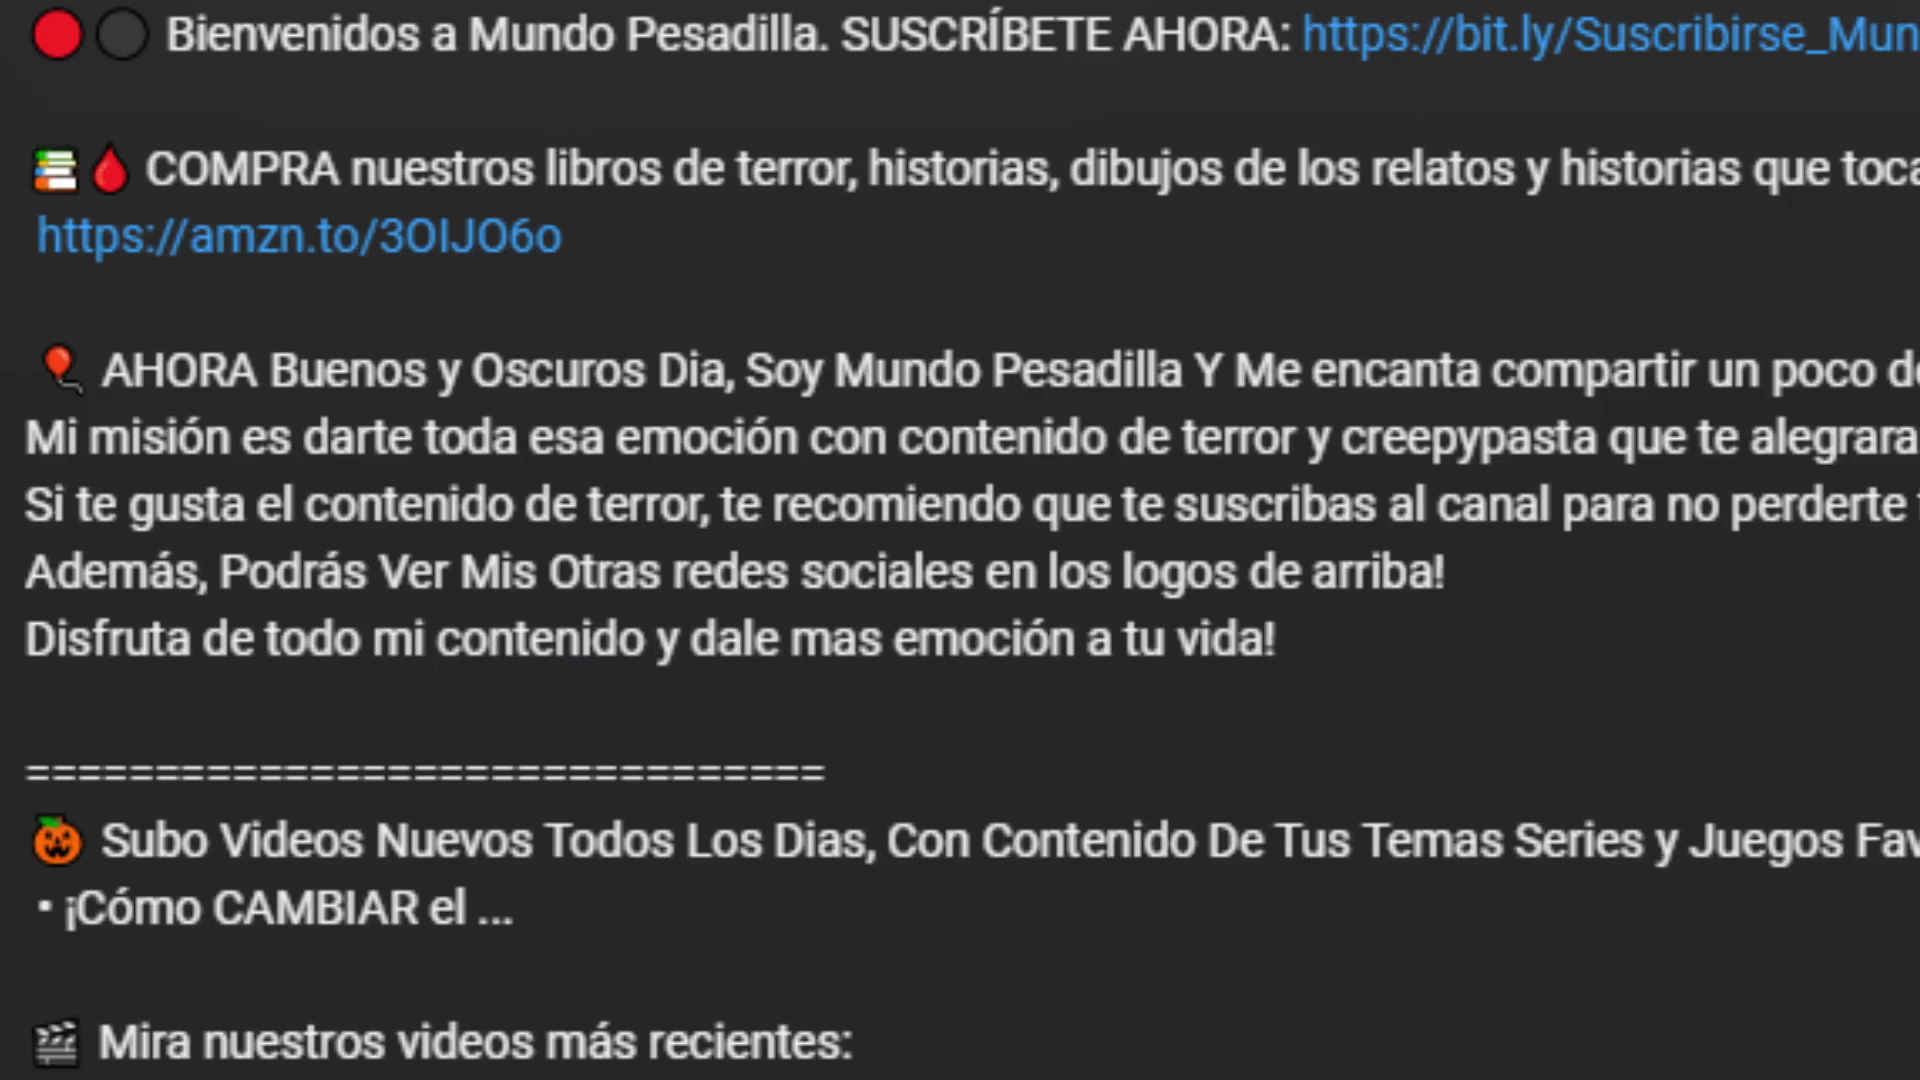 🔴⚫ Bienvenidos a Mundo Pesadilla. SUSCRÍBETE AHORA: https://bit.ly/Suscribirse_Mun
📚🩸 COMPRA nuestros libros de terror, historias, dibujos de los relatos y historias que toca
https://amzn.to/3OIJO6o
🎈 AHORA Buenos y Oscuros Dia, Soy Mundo Pesadilla Y Me encanta compartir un poco de
Mi misión es darte toda esa emoción con contenido de terror y creepypasta que te alegrara
Si te gusta el contenido de terror, te recomiendo que te suscribas al canal para no perderte
Además, Podrás Ver Mis Otras redes sociales en los logos de arriba!
Disfruta de todo mi contenido y dale mas emoción a tu vida!
===============================
🎃 Subo Videos Nuevos Todos Los Dias, Con Contenido De Tus Temas Series y Juegos Fav
• ¡Cómo CAMBIAR el ...
🎬 Mira nuestros videos más recientes: